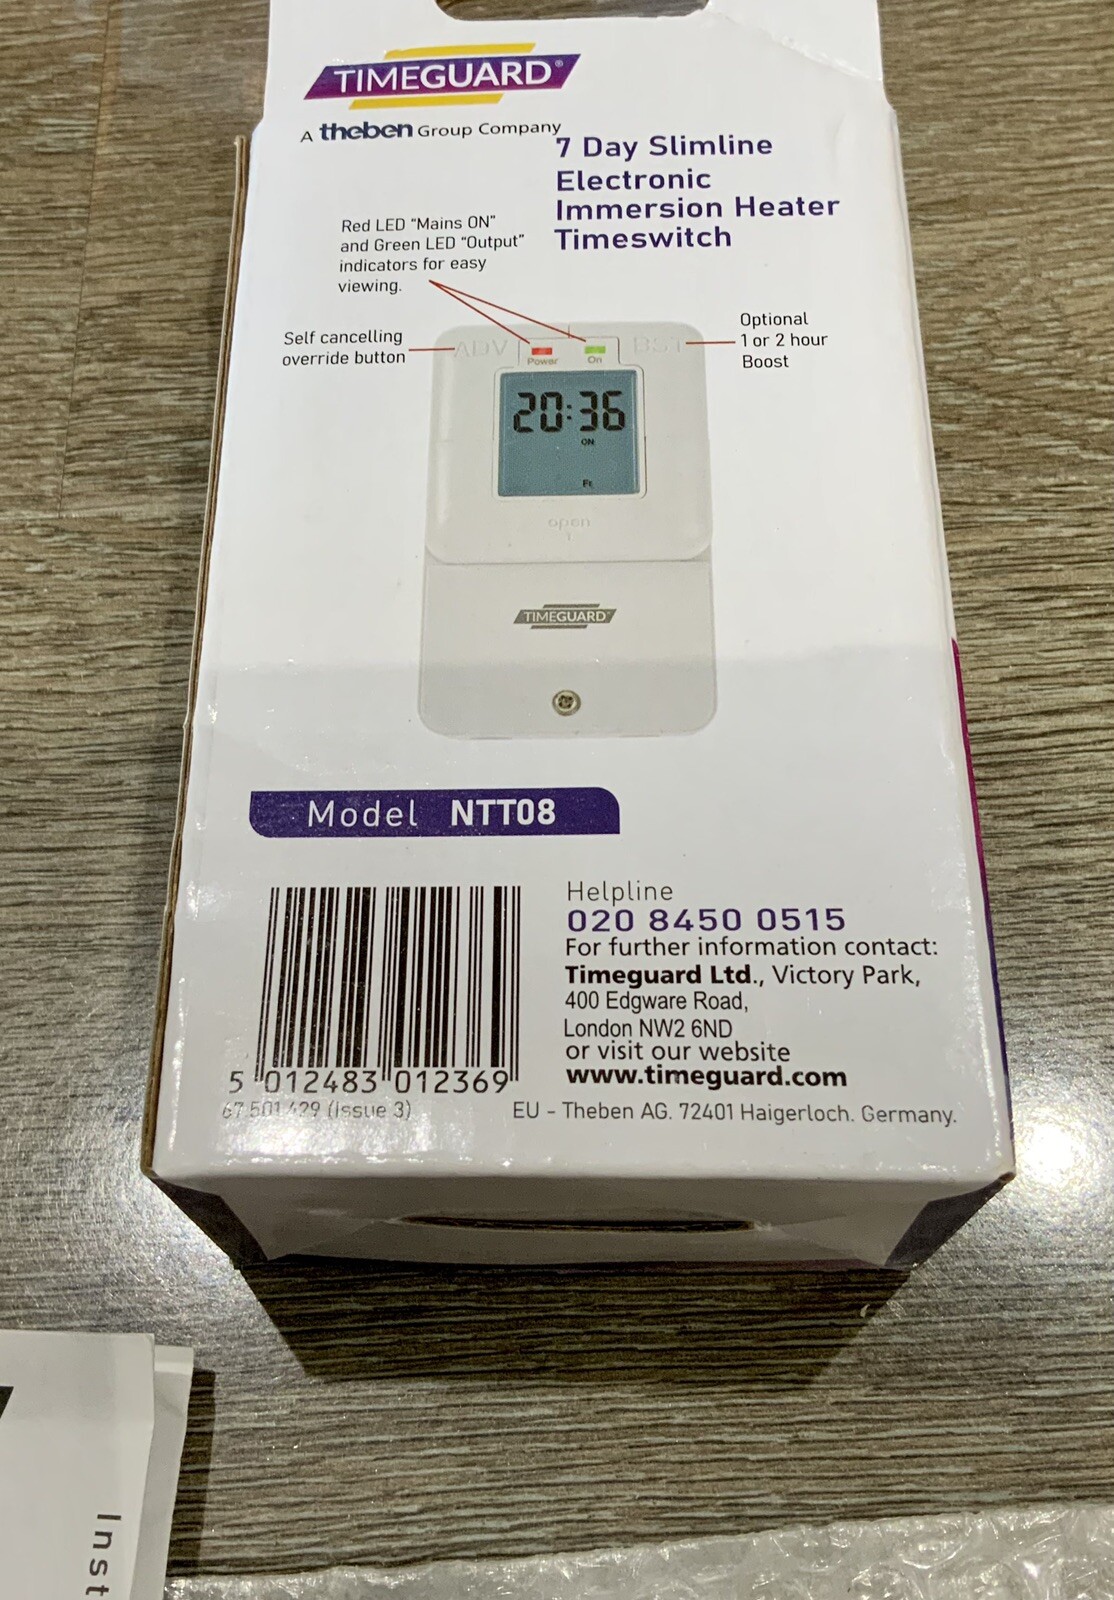 TIMEGUARD®
A theben Group Company
7 Day Slimline
Electronic
Immersion Heater
Timeswitch
Red LED "Mains ON"
and Green LED "Output"
indicators for easy
viewing.
Self cancelling
override button
Optional
1 or 2 hour
Boost
ADV
BST
Power
On
20:36
ON
Fr
open
TIMEGUARD
Model NTT08
Helpline
020 8450 0515
For further information contact:
Timeguard Ltd., Victory Park,
400 Edgware Road,
London NW2 6ND
or visit our website
www.timeguard.com
5 012483 012369
67 501 429 (Issue 3)
EU - Theben AG. 72401 Haigerloch. Germany.
Inst